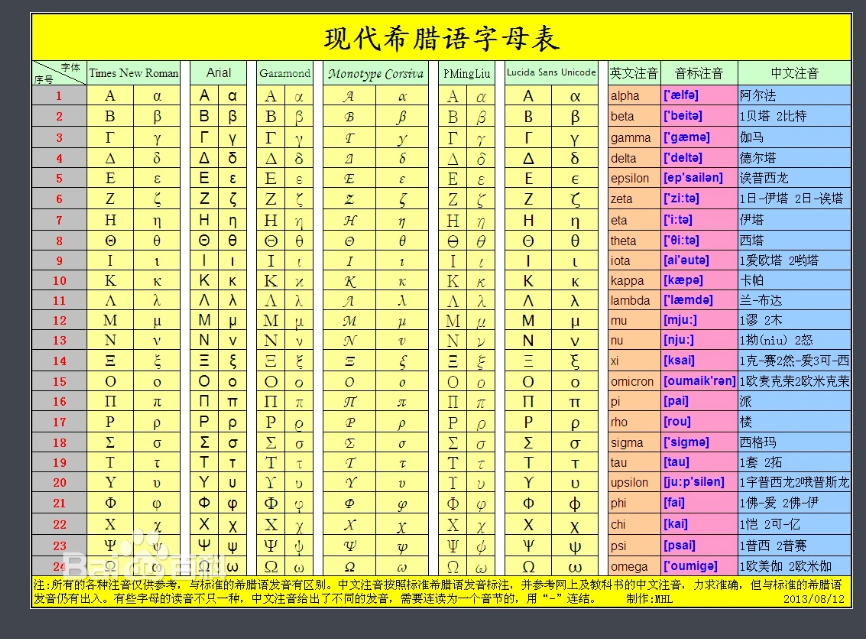 现代希腊语字母表
字体 序号 Times New Roman Arial Garamond Monotype Corsiva PMingLiu Lucida Sans Unicode 英文注音 音标注音 中文注音
1 Α α Α α Α α Α α Α α Α α alpha ['ælfə] 阿尔法
2 Β β Β β Β β Β β Β β Β β beta ['beitə] 1贝塔 2比特
3 Γ γ Γ γ Γ γ Γ γ Γ γ Γ γ gamma ['gæmə] 伽马
4 Δ δ Δ δ Δ δ Δ δ Δ δ Δ δ delta ['deltə] 德尔塔
5 Ε ε Ε ε Ε ε Ε ε Ε ε Ε ϵ epsilon [ep'sailən] 诶普西龙
6 Ζ ζ Ζ ζ Ζ ζ Ζ ζ Ζ ζ Ζ ζ zeta ['zi:tə] 1日-伊塔 2日-诶塔
7 Η η Η η Η η Η η Η η Η η eta ['i:tə] 伊塔
8 Θ θ Θ θ Θ θ Θ θ Θ θ Θ θ theta ['θi:tə] 西塔
9 Ι ι Ι ι Ι ι Ι ι Ι ι Ι ι iota [ai'əutə] 1爱欧塔 2哟塔
10 Κ κ Κ κ Κ κ Κ κ Κ κ Κ κ kappa [kæpə] 卡帕
11 Λ λ Λ λ Λ λ Λ λ Λ λ Λ λ lambda ['læmdə] 兰-布达
12 Μ μ Μ μ Μ μ Μ μ Μ μ Μ μ mu [mju:] 1谬 2木
13 Ν ν Ν ν Ν ν Ν ν Ν ν Ν ν nu [nju:] 1拗(niu) 2怒
14 Ξ ξ Ξ ξ Ξ ξ Ξ ξ Ξ ξ Ξ ξ xi [ksai] 1克-赛2然-爱3可-西
15 Ο ο Ο ο Ο ο Ο ο Ο ο Ο ο omicron [oumaik'rən] 1欧麦克荣2欧米克荣
16 Π π Π π Π π Π π Π π Π π pi [pai] 派
17 Ρ ρ Ρ ρ Ρ ρ Ρ ρ Ρ ρ Ρ ρ rho [rou] 楼
18 Σ σ Σ σ Σ σ Σ σ Σ σ Σ σ sigma ['sigmə] 西格玛
19 Τ τ Τ τ Τ τ Τ τ Τ τ Τ τ tau [tau] 1套 2拓
20 Υ υ Υ υ Υ υ Υ υ Υ υ Υ υ upsilon [ju:p'silən] 1宇普西龙2哦普斯龙
21 Φ φ Φ φ Φ φ Φ φ Φ φ Φ ϕ phi [fai] 1佛-爱 2佛-伊
22 Χ χ Χ χ Χ χ Χ χ Χ χ Χ χ chi [kai] 1恺 2可-亿
23 Ψ ψ Ψ ψ Ψ ψ Ψ ψ Ψ ψ Ψ ψ psi [psai] 1普西 2普赛
24 Ω ω Ω ω Ω ω Ω ω Ω ω Ω ω omega ['oumigə] 1欧美伽 2欧米伽
Baidu百科
注:所有的各种注音仅供参考，与标准的希腊语发音有区别。中文注音按照标准希腊语发音标注，并参考网上及教科书的中文注音，力求准确，但与标准的希腊语
发音仍有出入。有些字母的读音不只一种，中文注音给出了不同的发音，需要连读为一个音节的，用“-”连结。 制作:MHL 2013/08/12